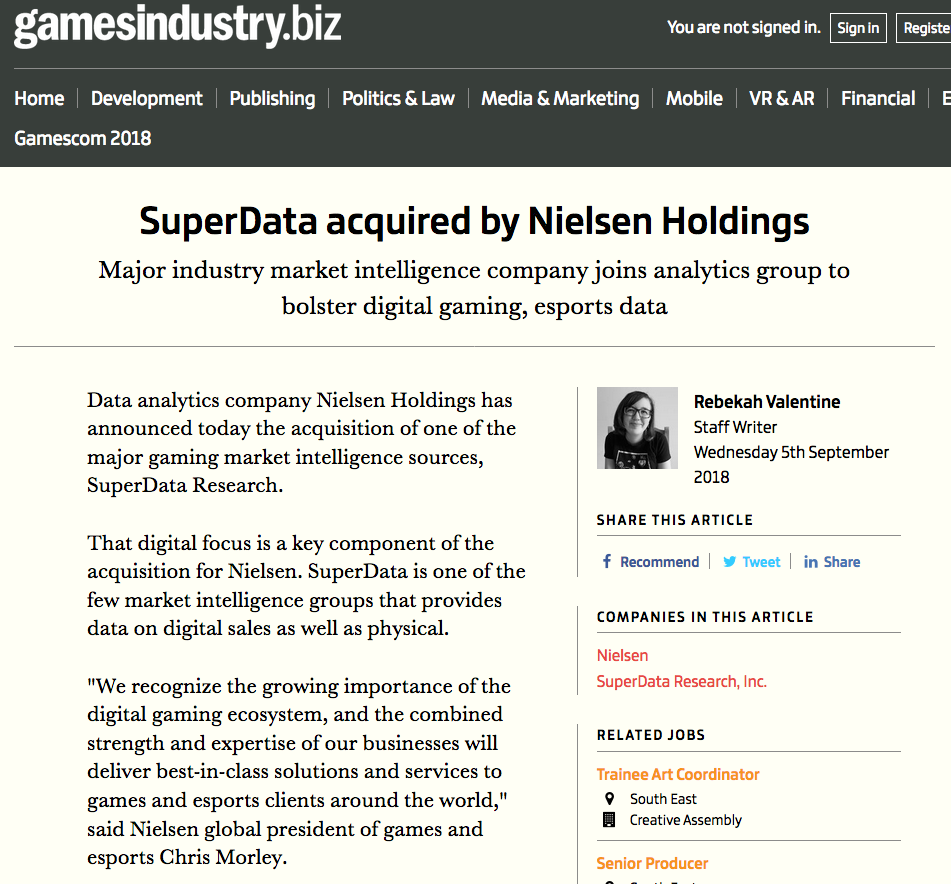 gamesindustry.biz
You are not signed in. Sign in Registe
Home Development Publishing Politics & Law Media & Marketing Mobile VR & AR Financial E
Gamescom 2018
SuperData acquired by Nielsen Holdings
Major industry market intelligence company joins analytics group to
bolster digital gaming, esports data
Data analytics company Nielsen Holdings has
announced today the acquisition of one of the
major gaming market intelligence sources,
SuperData Research.
That digital focus is a key component of the
acquisition for Nielsen. SuperData is one of the
few market intelligence groups that provides
data on digital sales as well as physical.
"We recognize the growing importance of the
digital gaming ecosystem, and the combined
strength and expertise of our businesses will
deliver best-in-class solutions and services to
games and esports clients around the world,"
said Nielsen global president of games and
esports Chris Morley.
Rebekah Valentine
Staff Writer
Wednesday 5th September
2018
SHARE THIS ARTICLE
Recommend Tweet Share
COMPANIES IN THIS ARTICLE
Nielsen
SuperData Research, Inc.
RELATED JOBS
Trainee Art Coordinator
South East
Creative Assembly
Senior Producer